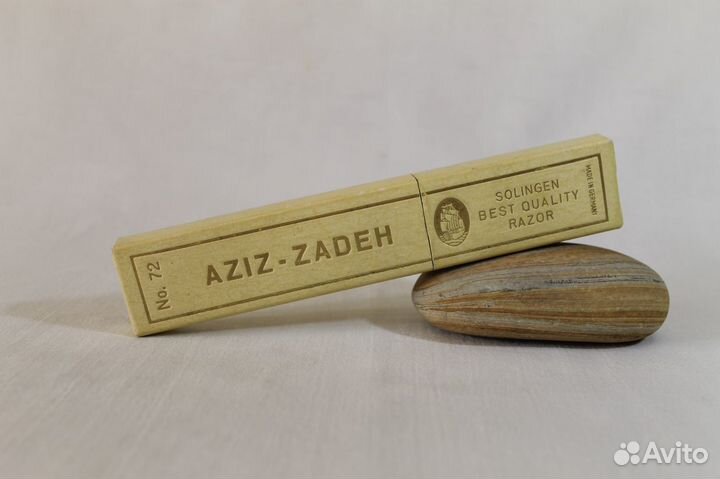 No. 72
AZIZ-ZADEH
SOLINGEN
BEST QUALITY
RAZOR
MADE IN GERMANY
Avito